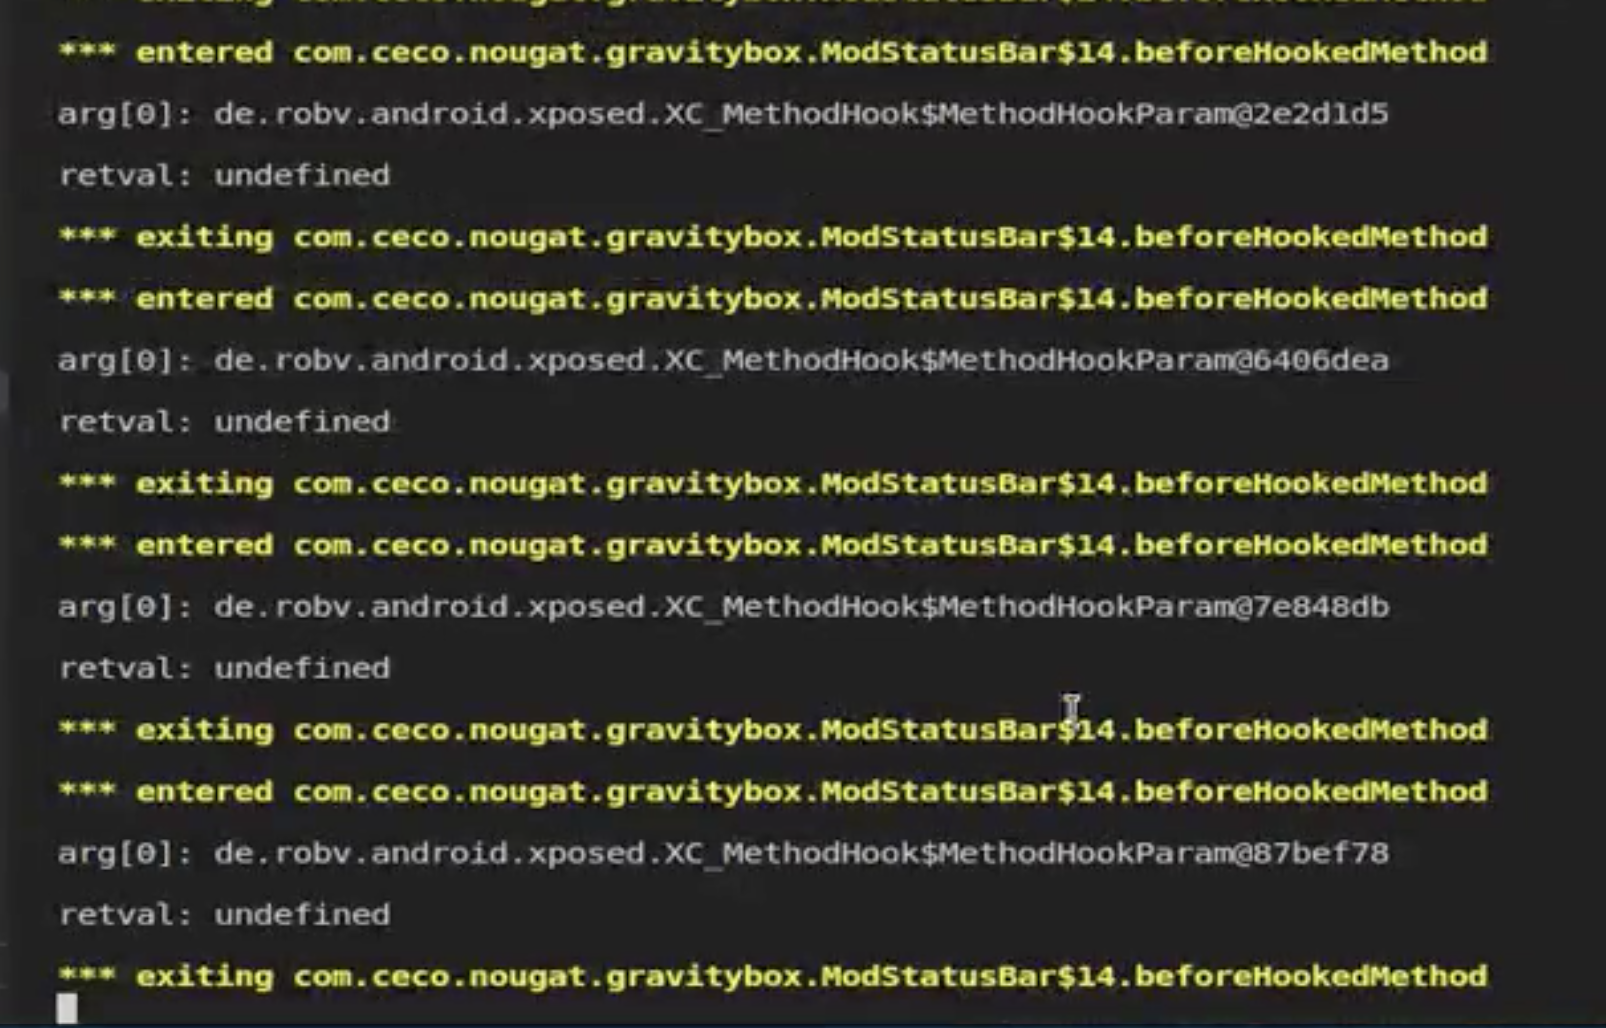 *** entered com.ceco.nougat.gravitybox.ModStatusBar$14.beforeHookedMethod
arg[0]: de.robv.android.xposed.XC_MethodHook$MethodHookParam@2e2d1d5
retval: undefined
*** exiting com.ceco.nougat.gravitybox.ModStatusBar$14.beforeHookedMethod
*** entered com.ceco.nougat.gravitybox.ModStatusBar$14.beforeHookedMethod
arg[0]: de.robv.android.xposed.XC_MethodHook$MethodHookParam@6406dea
retval: undefined
*** exiting com.ceco.nougat.gravitybox.ModStatusBar$14.beforeHookedMethod
*** entered com.ceco.nougat.gravitybox.ModStatusBar$14.beforeHookedMethod
arg[0]: de.robv.android.xposed.XC_MethodHook$MethodHookParam@7e848db
retval: undefined
*** exiting com.ceco.nougat.gravitybox.ModStatusBar$14.beforeHookedMethod
*** entered com.ceco.nougat.gravitybox.ModStatusBar$14.beforeHookedMethod
arg[0]: de.robv.android.xposed.XC_MethodHook$MethodHookParam@87bef78
retval: undefined
*** exiting com.ceco.nougat.gravitybox.ModStatusBar$14.beforeHookedMethod